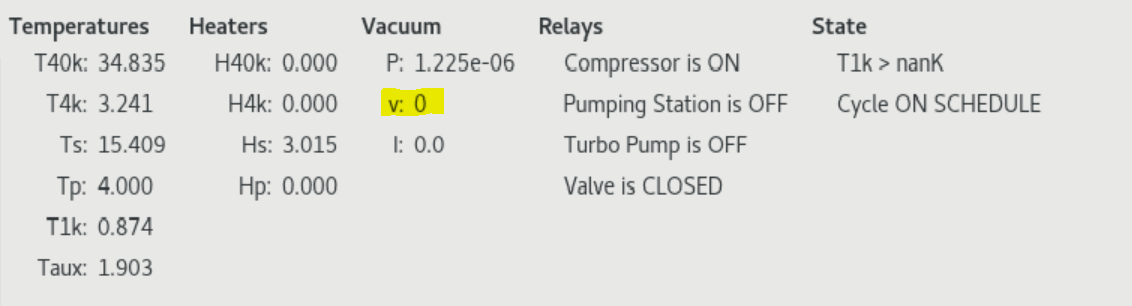 Temperatures Heaters Vacuum Relays State
T40k: 34.835 H40k: 0.000 P: 1.225e-06 Compressor is ON T1k > nanK
T4k: 3.241 H4k: 0.000 v: 0 Pumping Station is OFF Cycle ON SCHEDULE
Ts: 15.409 Hs: 3.015 I: 0.0 Turbo Pump is OFF
Tp: 4.000 Hp: 0.000 Valve is CLOSED
T1k: 0.874
Taux: 1.903